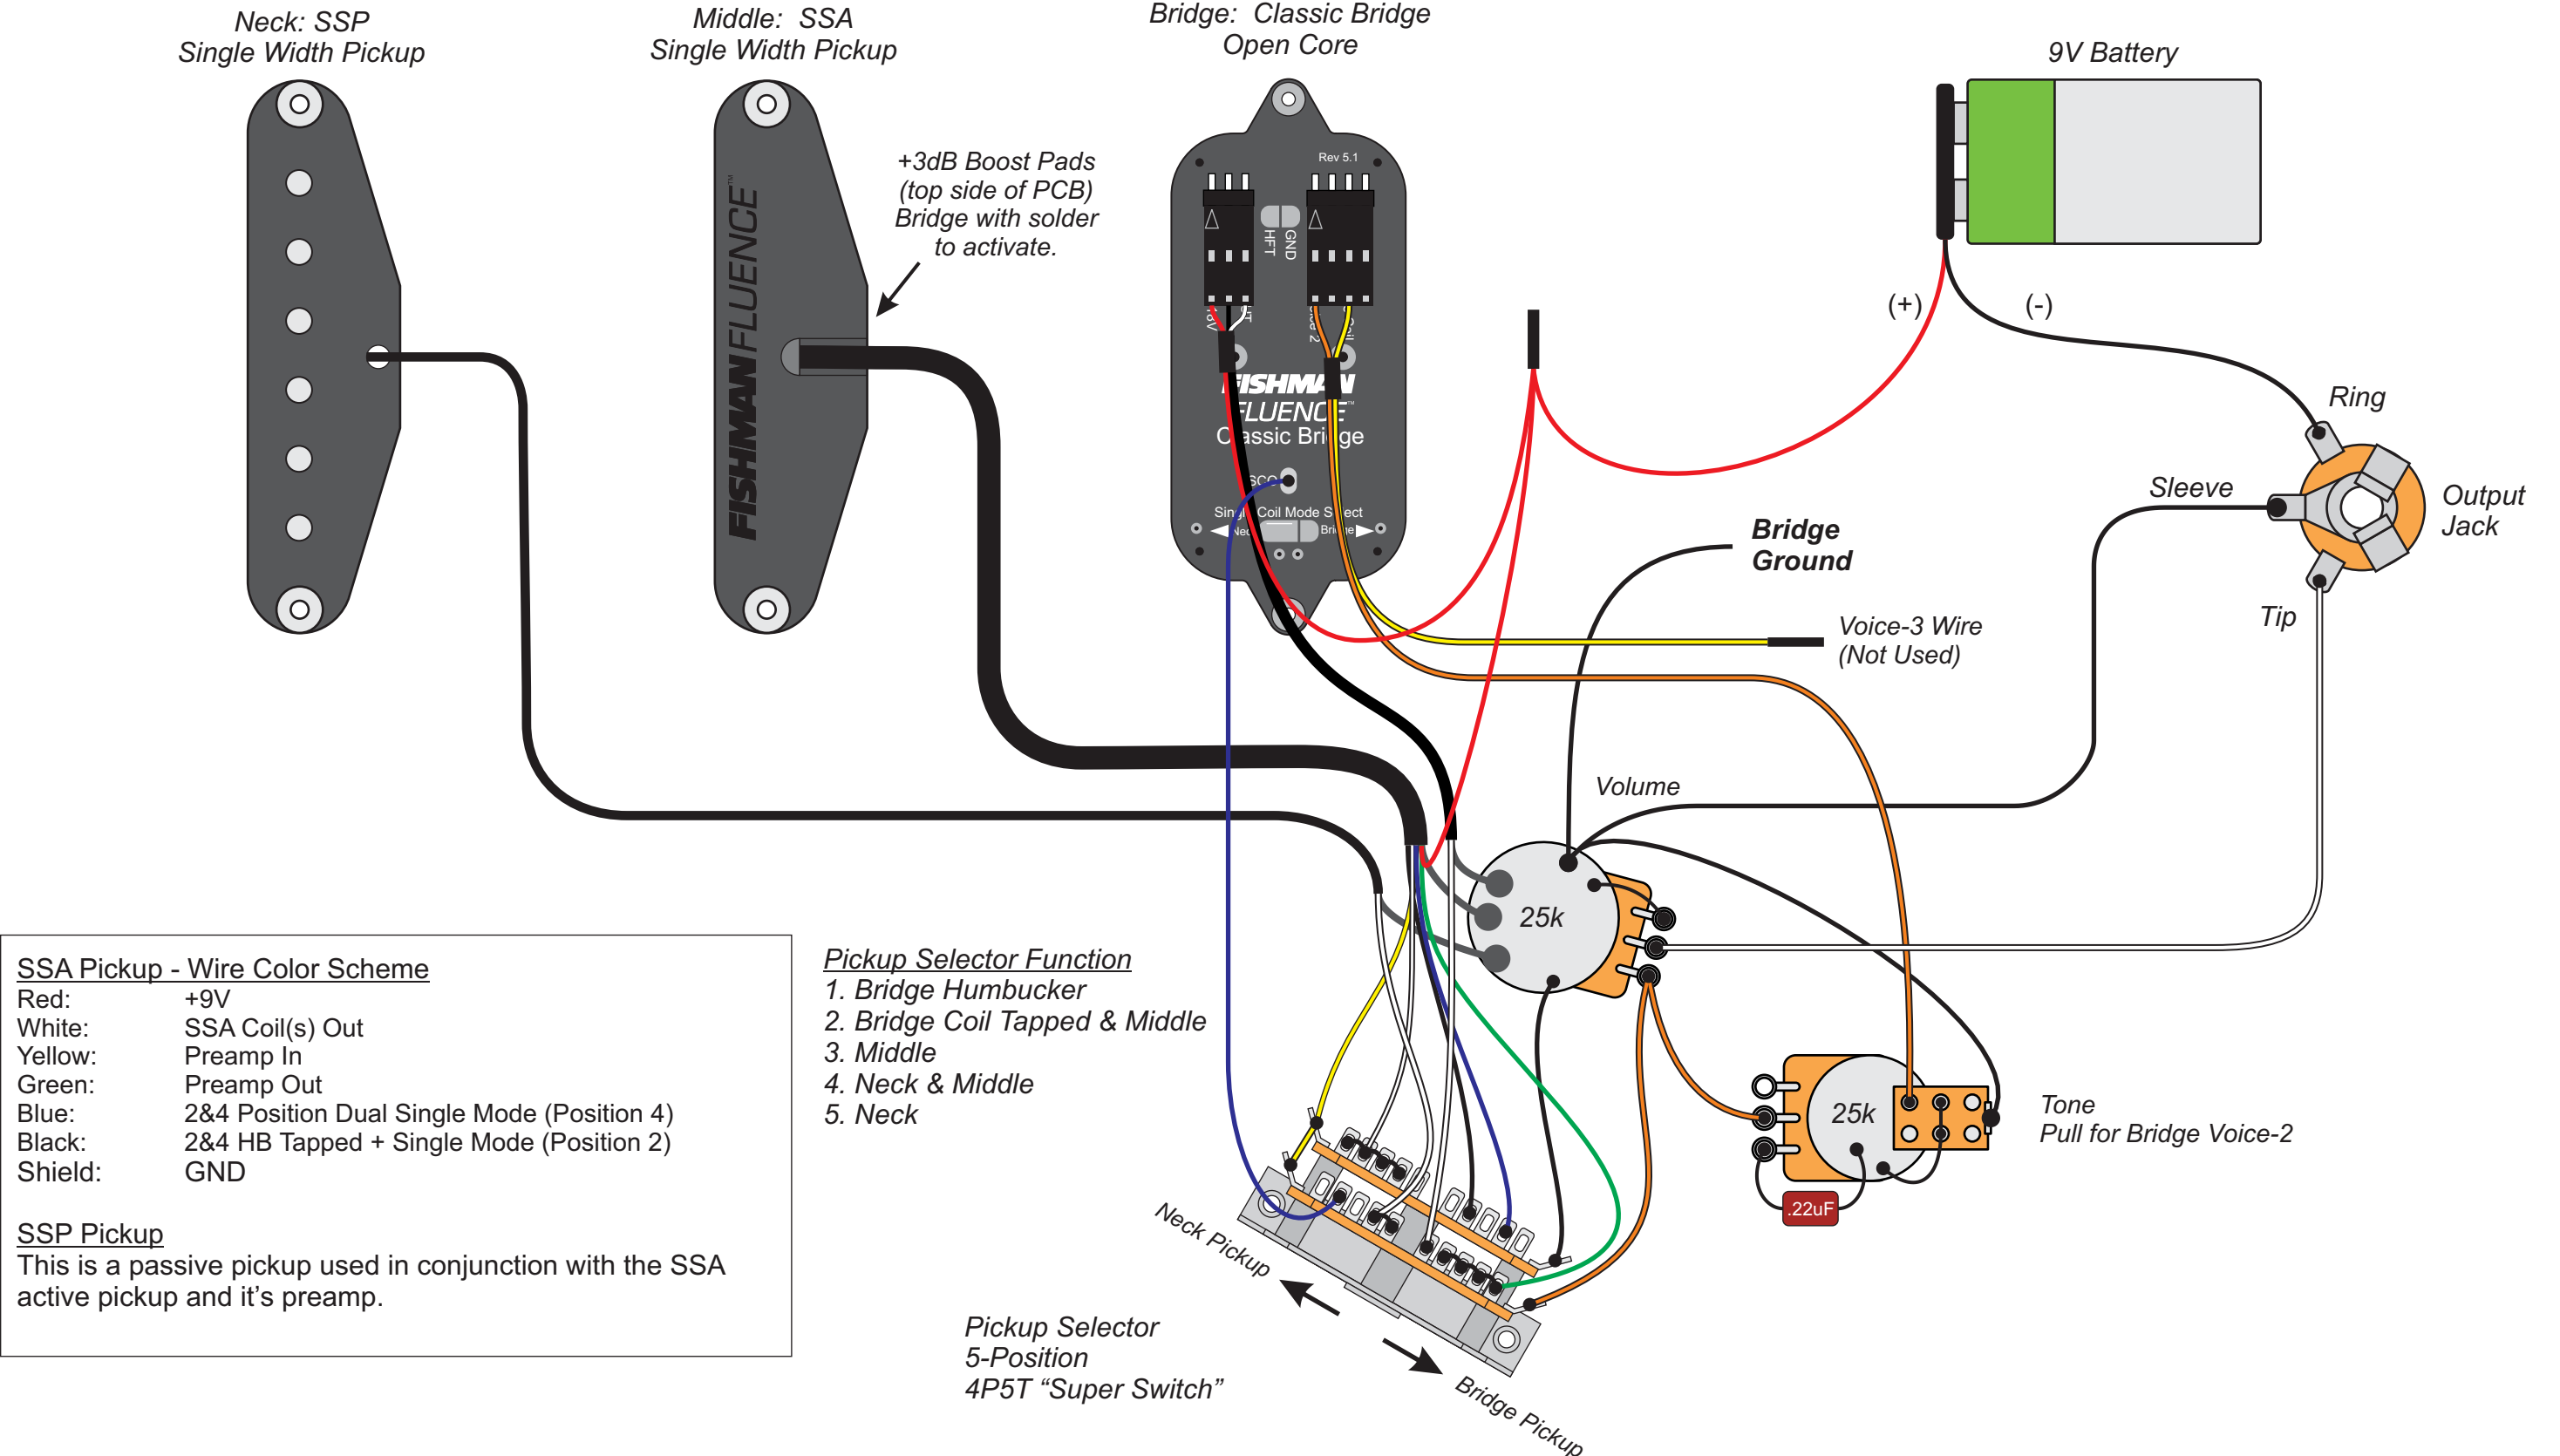 Neck: SSP
Single Width Pickup
Middle: SSA
Single Width Pickup
Bridge: Classic Bridge
Open Core
9V Battery
+3dB Boost Pads
(top side of PCB)
Bridge with solder
to activate.
FISHMAN FLUENCE™
Rev 5.1
HFT
GND
FISHMAN
FLUENCE™
Classic Bridge
Single Coil Mode Select
Bridge
(+)
(-)
Ring
Sleeve
Output
Jack
Tip
Bridge
Ground
Voice-3 Wire
(Not Used)
Volume
25k
SSA Pickup - Wire Color Scheme
Red: +9V
White: SSA Coil(s) Out
Yellow: Preamp In
Green: Preamp Out
Blue: 2&4 Position Dual Single Mode (Position 4)
Black: 2&4 HB Tapped + Single Mode (Position 2)
Shield: GND
SSP Pickup
This is a passive pickup used in conjunction with the SSA
active pickup and it's preamp.
Pickup Selector Function
1. Bridge Humbucker
2. Bridge Coil Tapped & Middle
3. Middle
4. Neck & Middle
5. Neck
25k
.22uF
Tone
Pull for Bridge Voice-2
Neck Pickup
Bridge Pickup
Pickup Selector
5-Position
4P5T “Super Switch”